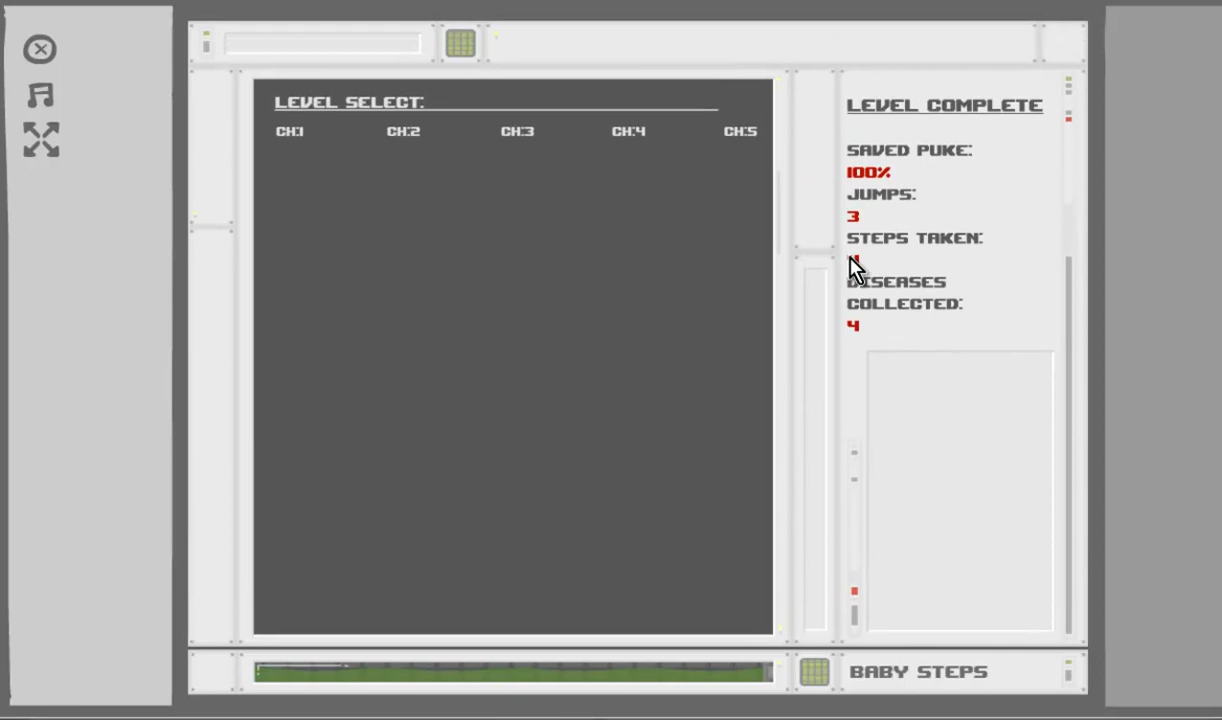 LEVEL SELECT:
CH:1 CH:2 CH:3 CH:4 CH:5
LEVEL COMPLETE
SAVED PUKE:
100%
JUMPS:
3
STEPS TAKEN:
DISEASES
COLLECTED:
4
BABY STEPS